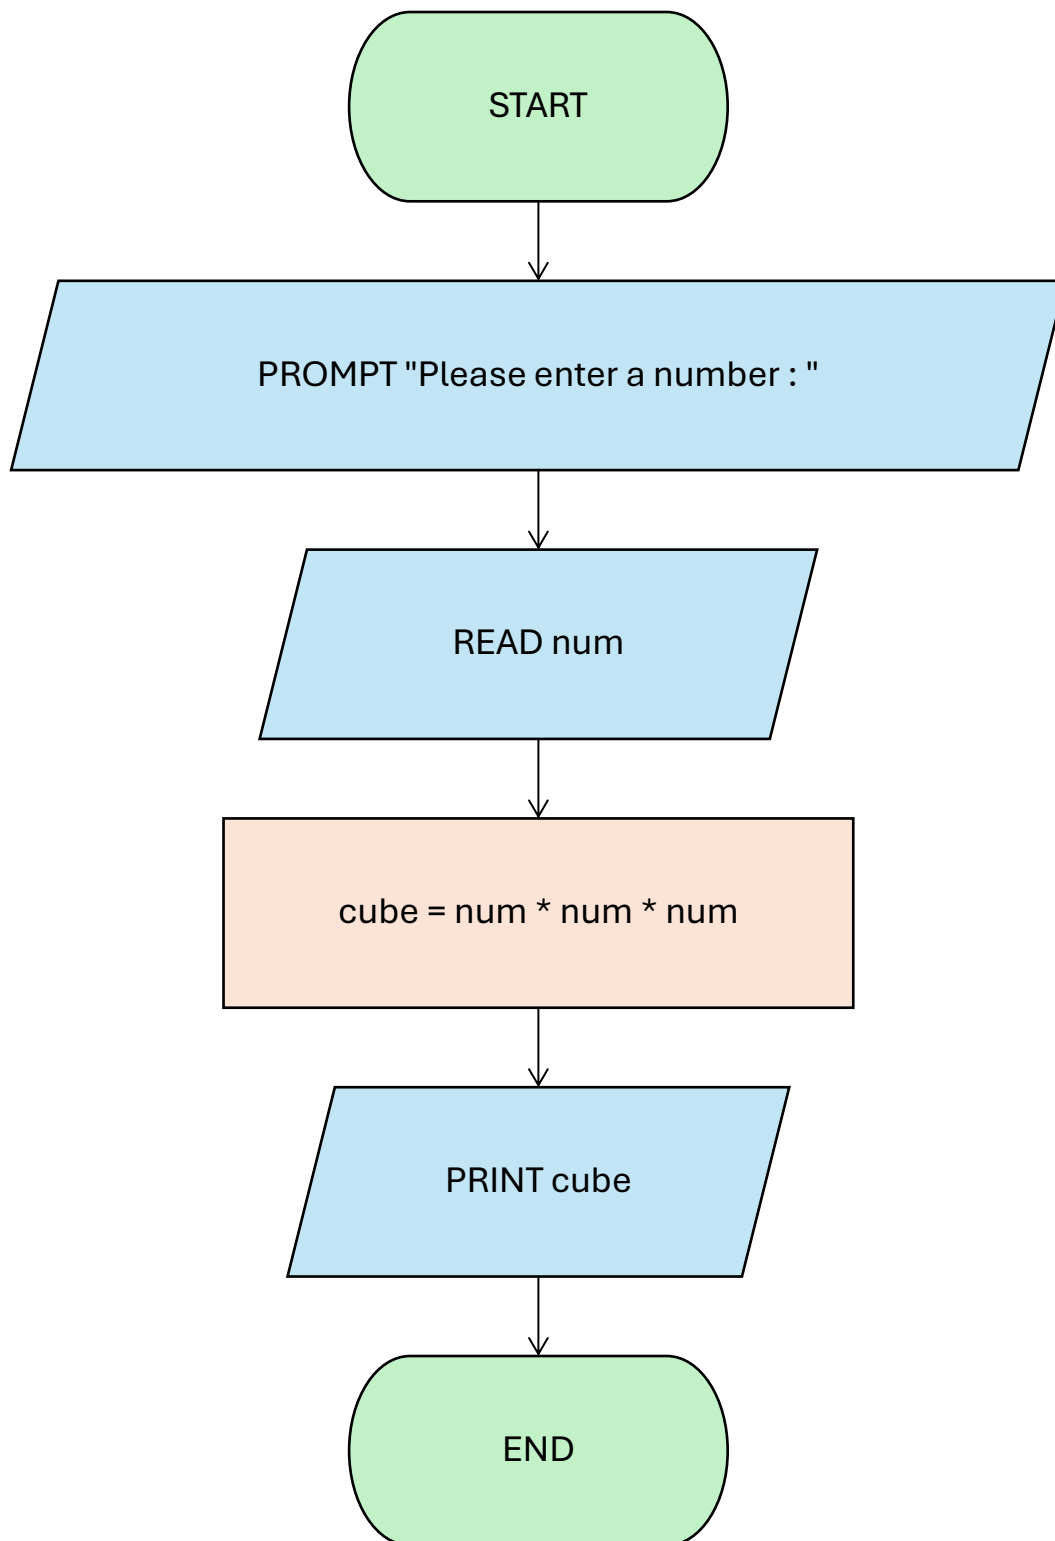 START
PROMPT "Please enter a number : "
READ num
cube = num * num * num
PRINT cube
END